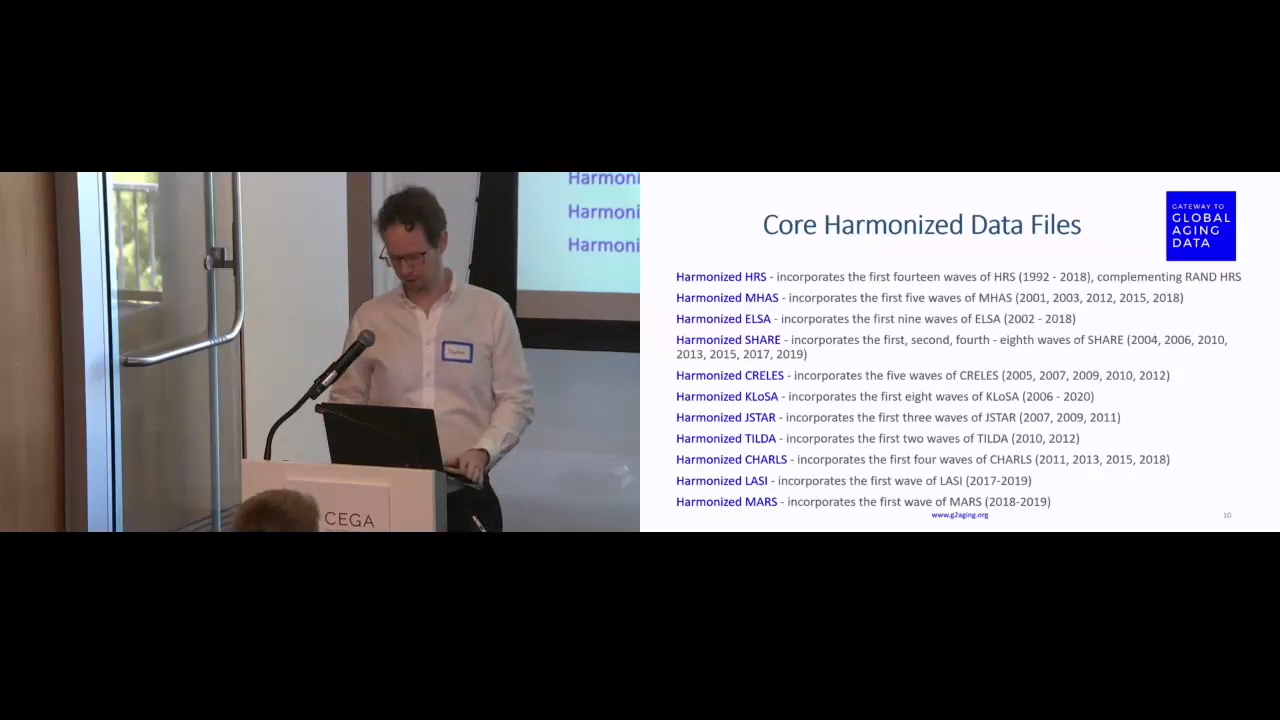 Harmoni
Harmoni
Harmoni
CEGA
GATEWAY TO
GLOBAL
AGING
DATA
Core Harmonized Data Files
Harmonized HRS - incorporates the first fourteen waves of HRS (1992 - 2018), complementing RAND HRS
Harmonized MHAS - incorporates the first five waves of MHAS (2001, 2003, 2012, 2015, 2018)
Harmonized ELSA - incorporates the first nine waves of ELSA (2002 - 2018)
Harmonized SHARE - incorporates the first, second, fourth - eighth waves of SHARE (2004, 2006, 2010,
2013, 2015, 2017, 2019)
Harmonized CRELES - incorporates the five waves of CRELES (2005, 2007, 2009, 2010, 2012)
Harmonized KLoSA - incorporates the first eight waves of KLoSA (2006 - 2020)
Harmonized JSTAR - incorporates the first three waves of JSTAR (2007, 2009, 2011)
Harmonized TILDA - incorporates the first two waves of TILDA (2010, 2012)
Harmonized CHARLS - incorporates the first four waves of CHARLS (2011, 2013, 2015, 2018)
Harmonized LASI - incorporates the first wave of LASI (2017-2019)
Harmonized MARS - incorporates the first wave of MARS (2018-2019)
www.g2aging.org
10